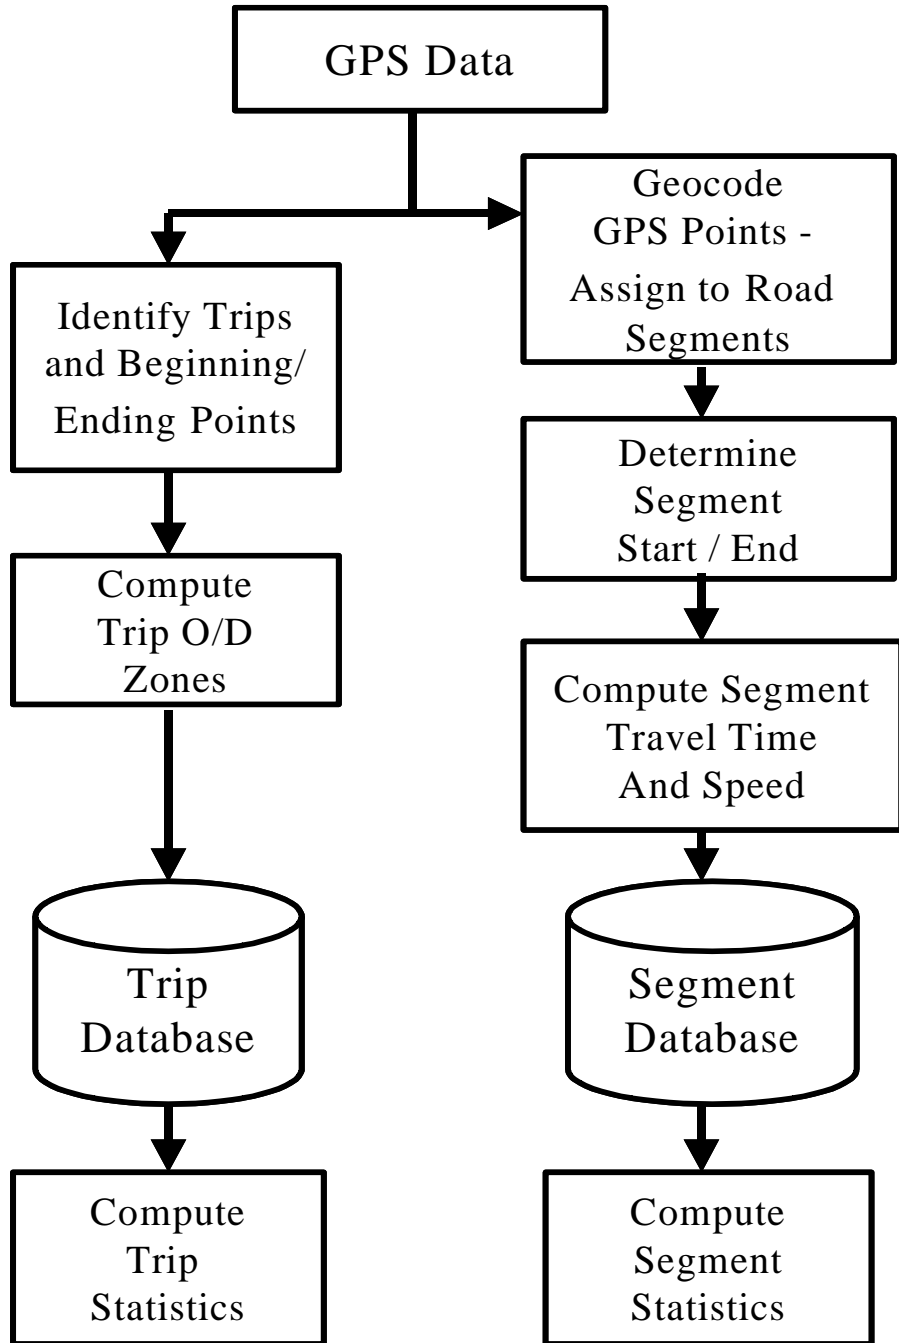 GPS Data
Geocode
GPS Points -
Assign to Road
Segments
Identify Trips
and Beginning/
Ending Points
Determine
Segment
Start / End
Compute
Trip O/D
Zones
Compute Segment
Travel Time
And Speed
Trip
Database
Segment
Database
Compute
Trip
Statistics
Compute
Segment
Statistics